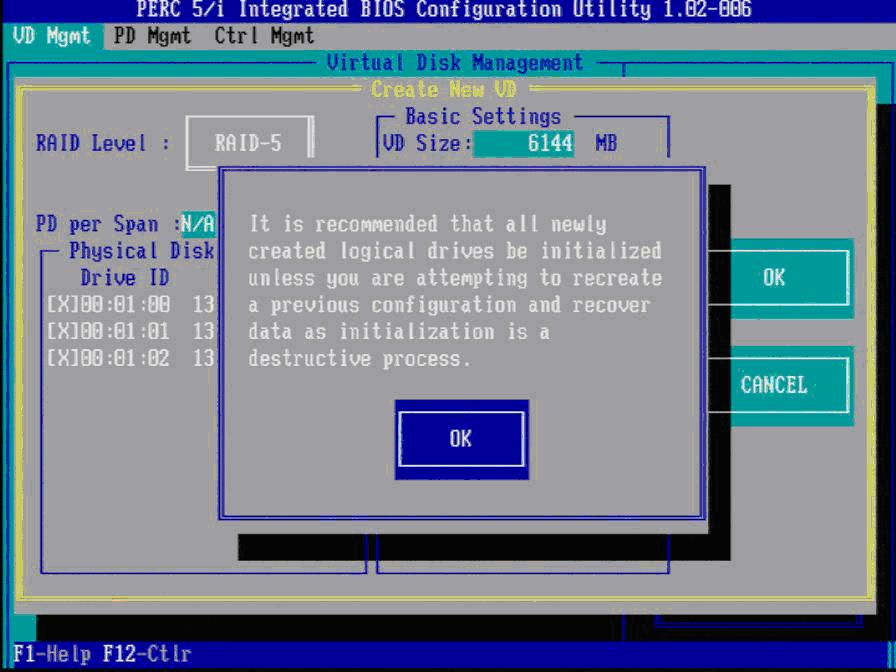 PERC 5/i Integrated BIOS Configuration Utility 1.02-006
VD Mgmt PD Mgmt Ctrl Mgmt
Virtual Disk Management
Create New VD
RAID Level : RAID-5
Basic Settings
VD Size: 6144 MB
PD per Span :N/A
Physical Disk
Drive ID
[X]00:01:00 13
[X]00:01:01 13
[X]00:01:02 13
It is recommended that all newly
created logical drives be initialized
unless you are attempting to recreate
a previous configuration and recover
data as initialization is a
destructive process.
OK
OK
CANCEL
F1-Help F12-Ctlr